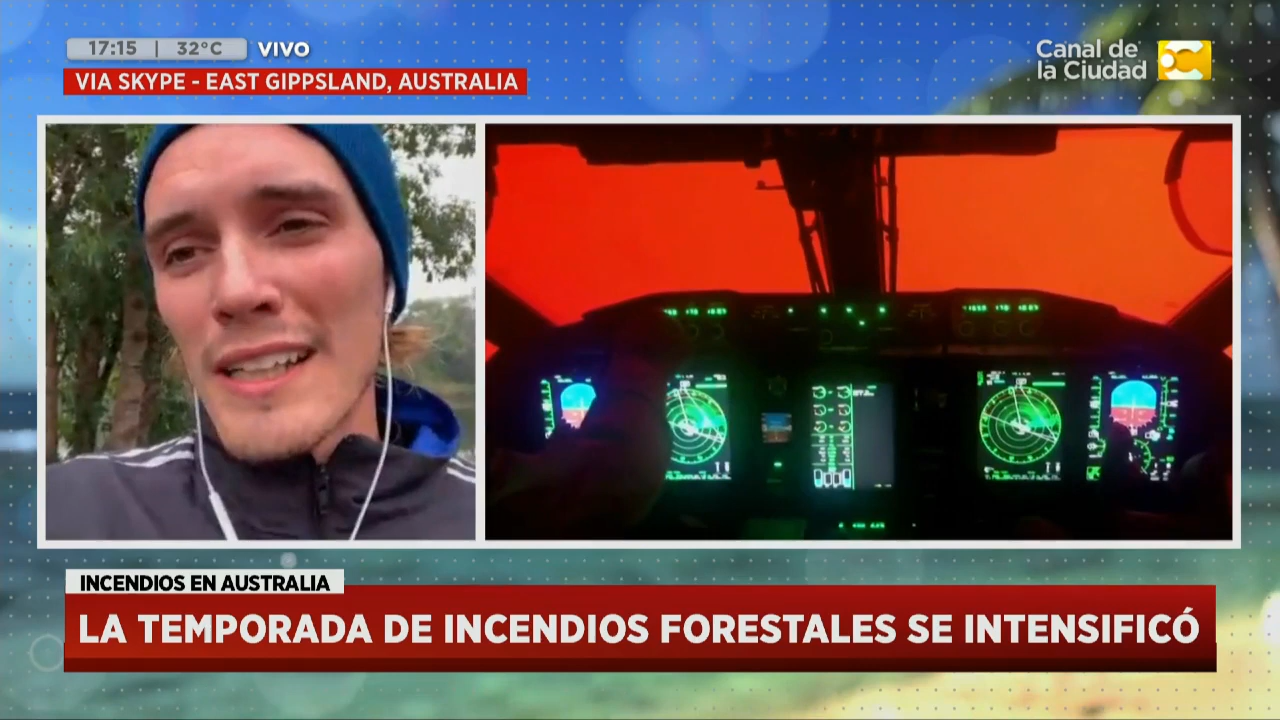 17:15 | 32°C VIVO
VIA SKYPE - EAST GIPPSLAND, AUSTRALIA
Canal de
la Ciudad
INCENDIOS EN AUSTRALIA
LA TEMPORADA DE INCENDIOS FORESTALES SE INTENSIFICÓ